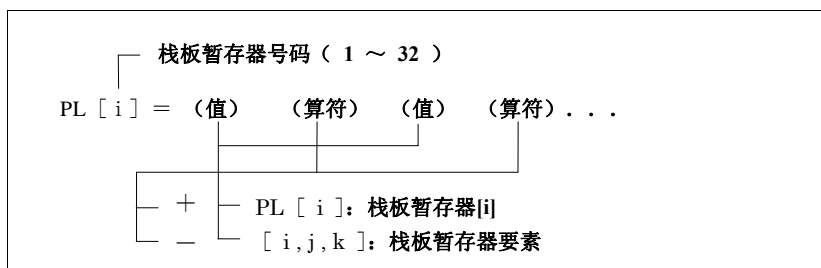 栈板暂存器号码（ 1 ～ 32 ）
PL [ i ] = （值） （算符） （值） （算符）. . .
+ PL [ i ]：栈板暂存器[i]
− [ i , j , k ]：栈板暂存器要素